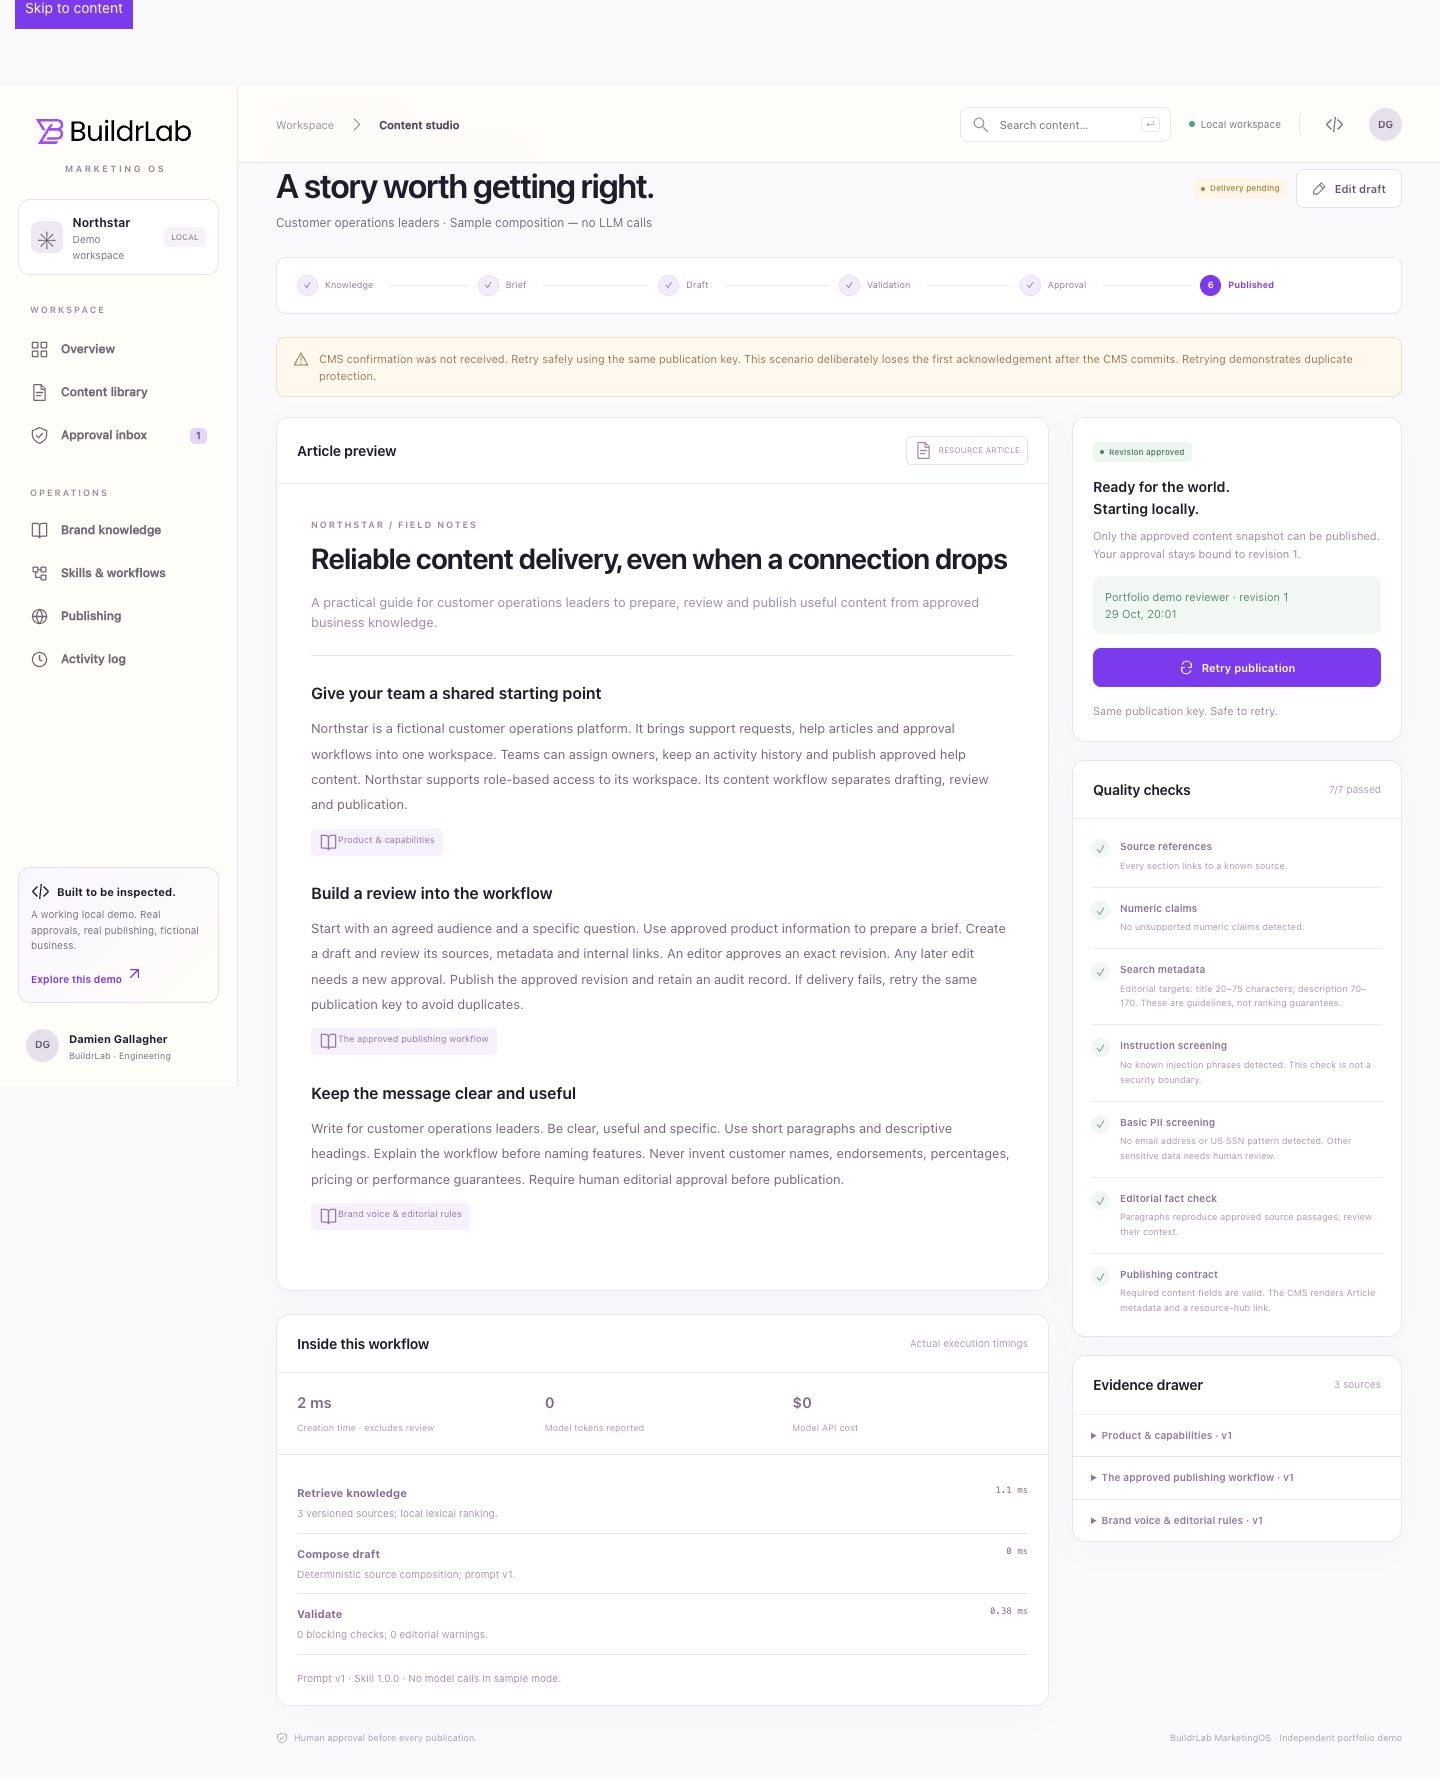 Skip to content
BuildrLab
MARKETING OS
Northstar
Demo
workspace
LOCAL
WORKSPACE
Overview
Content library
Approval inbox
1
OPERATIONS
Brand knowledge
Skills & workflows
Publishing
Activity log
Built to be inspected.
A working local demo. Real
approvals, real publishing, fictional
business.
Explore this demo
DG
Damien Gallagher
BuildrLab · Engineering
Workspace
Content studio
Search content...
Local workspace
DG
A story worth getting right.
Customer operations leaders · Sample composition — no LLM calls
Delivery pending
Edit draft
Knowledge
Brief
Draft
Validation
Approval
6
Published
CMS confirmation was not received. Retry safely using the same publication key. This scenario deliberately loses the first acknowledgement after the CMS commits. Retrying demonstrates duplicate
protection.
Article preview
RESOURCE ARTICLE
NORTHSTAR / FIELD NOTES
Reliable content delivery, even when a connection drops
A practical guide for customer operations leaders to prepare, review and publish useful content from approved
business knowledge.
Give your team a shared starting point
Northstar is a fictional customer operations platform. It brings support requests, help articles and approval
workflows into one workspace. Teams can assign owners, keep an activity history and publish approved help
content. Northstar supports role-based access to its workspace. Its content workflow separates drafting, review
and publication.
Product & capabilities
Build a review into the workflow
Start with an agreed audience and a specific question. Use approved product information to prepare a brief. Create
a draft and review its sources, metadata and internal links. An editor approves an exact revision. Any later edit
needs a new approval. Publish the approved revision and retain an audit record. If delivery fails, retry the same
publication key to avoid duplicates.
The approved publishing workflow
Keep the message clear and useful
Write for customer operations leaders. Be clear, useful and specific. Use short paragraphs and descriptive
headings. Explain the workflow before naming features. Never invent customer names, endorsements, percentages,
pricing or performance guarantees. Require human editorial approval before publication.
Brand voice & editorial rules
Inside this workflow
Actual execution timings
2 ms
Creation time · excludes review
0
Model tokens reported
$0
Model API cost
Retrieve knowledge
1.1 ms
3 versioned sources; local lexical ranking.
Compose draft
0 ms
Deterministic source composition; prompt v1.
Validate
0.38 ms
0 blocking checks; 0 editorial warnings.
Prompt v1 · Skill 1.0.0 · No model calls in sample mode.
Revision approved
Ready for the world.
Starting locally.
Only the approved content snapshot can be published.
Your approval stays bound to revision 1.
Portfolio demo reviewer · revision 1
29 Oct, 20:01
Retry publication
Same publication key. Safe to retry.
Quality checks
7/7 passed
Source references
Every section links to a known source.
Numeric claims
No unsupported numeric claims detected.
Search metadata
Editorial targets: title 20–75 characters; description 70–
170. These are guidelines, not ranking guarantees.
Instruction screening
No known injection phrases detected. This check is not a
security boundary.
Basic PII screening
No email address or US SSN pattern detected. Other
sensitive data needs human review.
Editorial fact check
Paragraphs reproduce approved source passages; review
their context.
Publishing contract
Required content fields are valid. The CMS renders Article
metadata and a resource-hub link.
Evidence drawer
3 sources
Product & capabilities · v1
The approved publishing workflow · v1
Brand voice & editorial rules · v1
Human approval before every publication.
BuildrLab MarketingOS · Independent portfolio demo